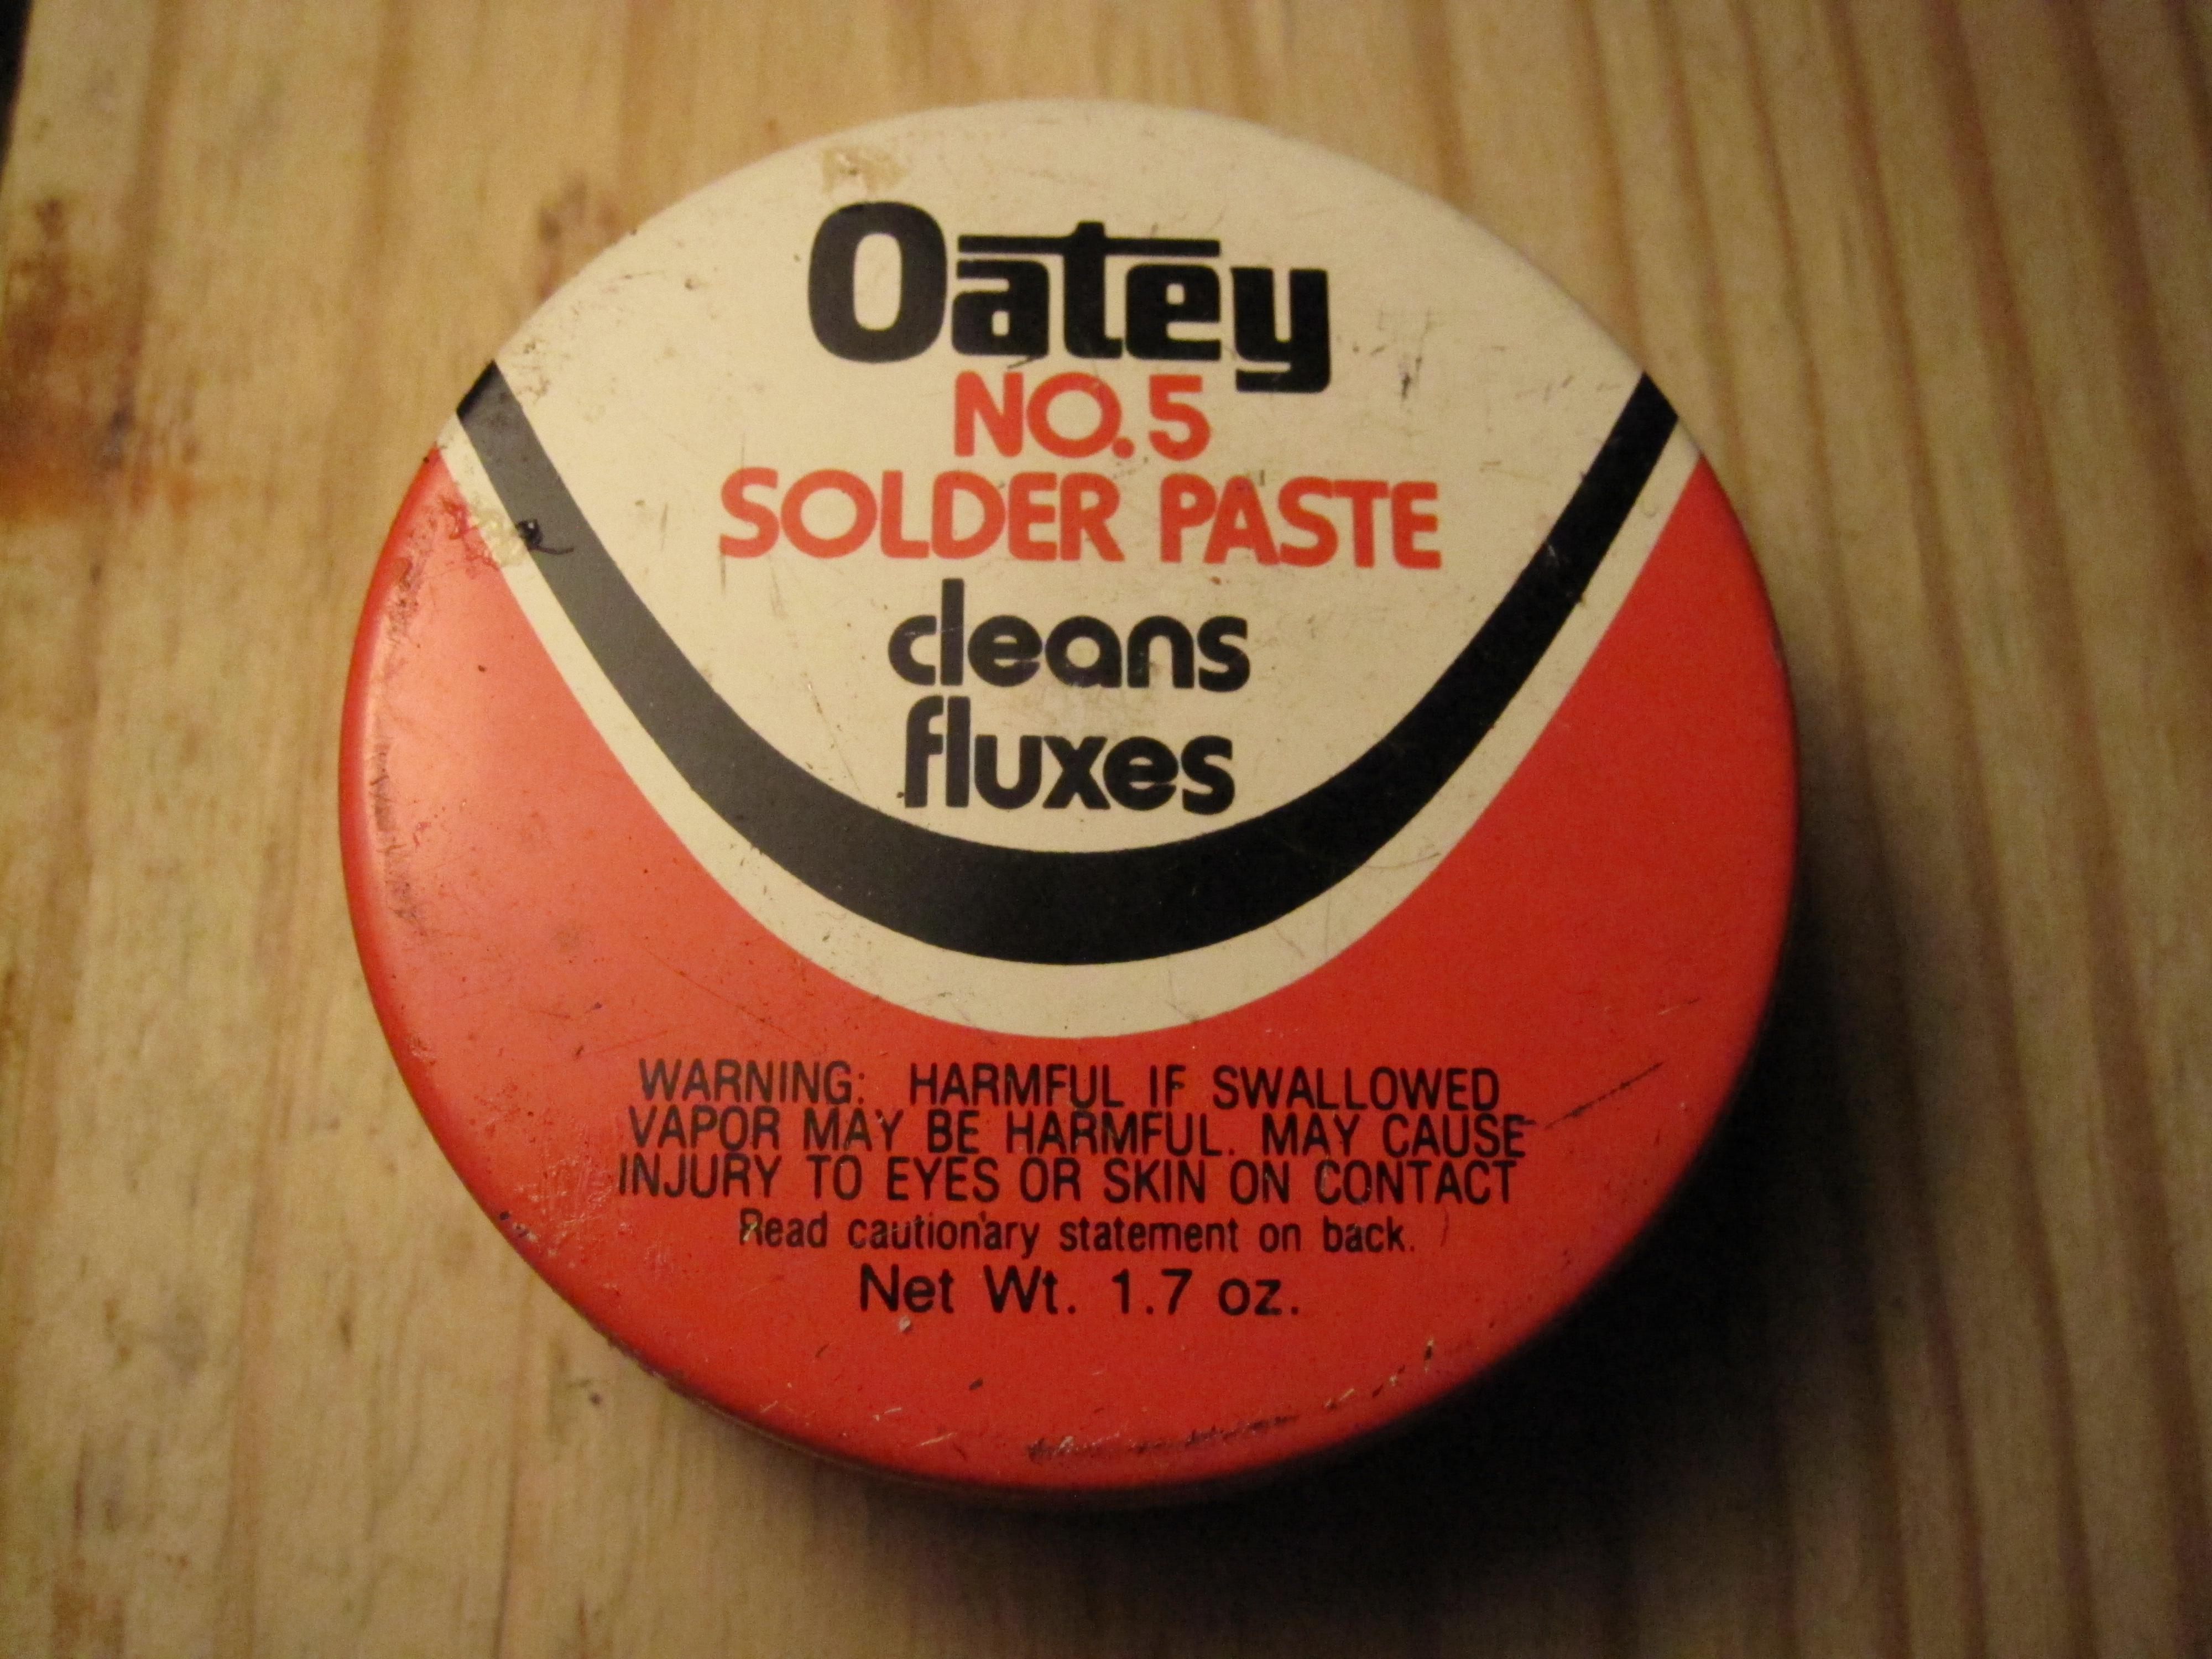 Oatey
NO. 5
SOLDER PASTE
cleans
fluxes
WARNING: HARMFUL IF SWALLOWED
VAPOR MAY BE HARMFUL. MAY CAUSE
INJURY TO EYES OR SKIN ON CONTACT
Read cautionary statement on back.
Net Wt. 1.7 oz.